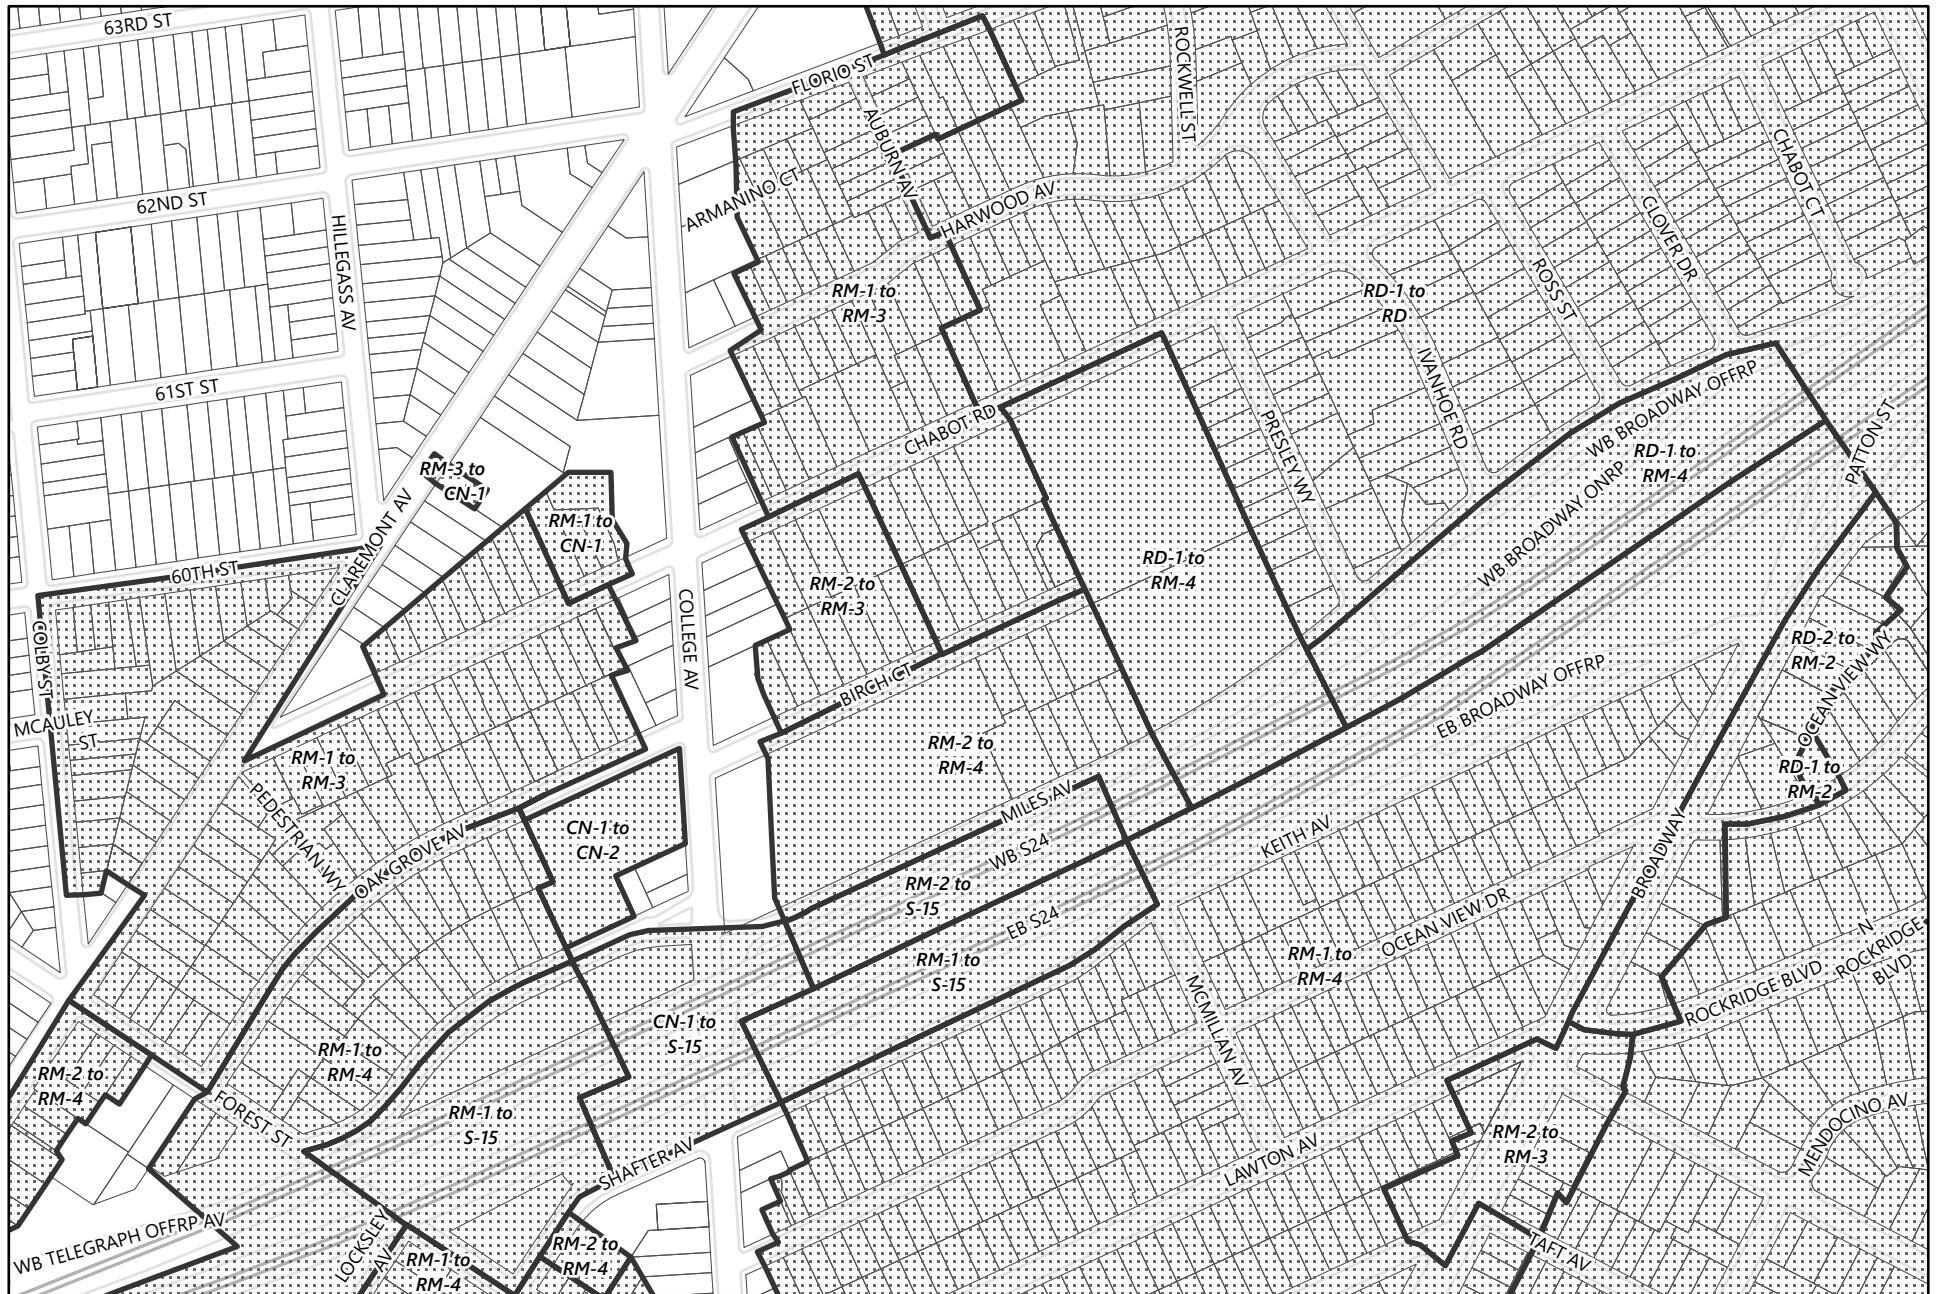 63RD ST
FLORIO ST
ROCKWELL ST
AUBURN AV
CHABOT CT
62ND ST
ARMANINO CT
HARWOOD AV
HILLEGASS AV
CLOVER DR
RM-1 to
RM-3
RD-1 to
RD
ROSS ST
61ST ST
IVANHOE RD
WB BROADWAY OFFRP
CHABOT RD
PRESLEY WY
PATTON ST
RM-3 to
CN-1
RD-1 to
RM-4
RM-1 to
CN-1
CLAREMONT AV
WB BROADWAY ONRP
60TH ST
RD-1 to
RM-4
RM-2 to
RM-3
COLLEGE AV
COLBY ST
RD-2 to
RM-2
BIRCH CT
EB BROADWAY OFFRP
OCEAN VIEW WY
MCAULEY
ST
RM-2 to
RM-4
RM-1 to
RM-3
RD-1 to
RM-2
PEDESTRIAN WY
MILES AV
CN-1 to
CN-2
OAK GROVE AV
WB S24
KEITH AV
BROADWAY
RM-2 to
S-15
EB S24
OCEAN VIEW DR
RM-1 to
S-15
RM-1 to
RM-4
N
ROCKRIDGE
BLVD
ROCKRIDGE BLVD
MCMILLAN AV
CN-1 to
S-15
RM-1 to
RM-4
RM-2 to
RM-4
FOREST ST
RM-1 to
S-15
MENDOCINO AV
RM-2 to
RM-3
SHAFTER AV
LAWTON AV
WB TELEGRAPH OFFRP AV
LOCKSLEY
AV
RM-1 to
RM-4
RM-2 to
RM-4
TAFT AV